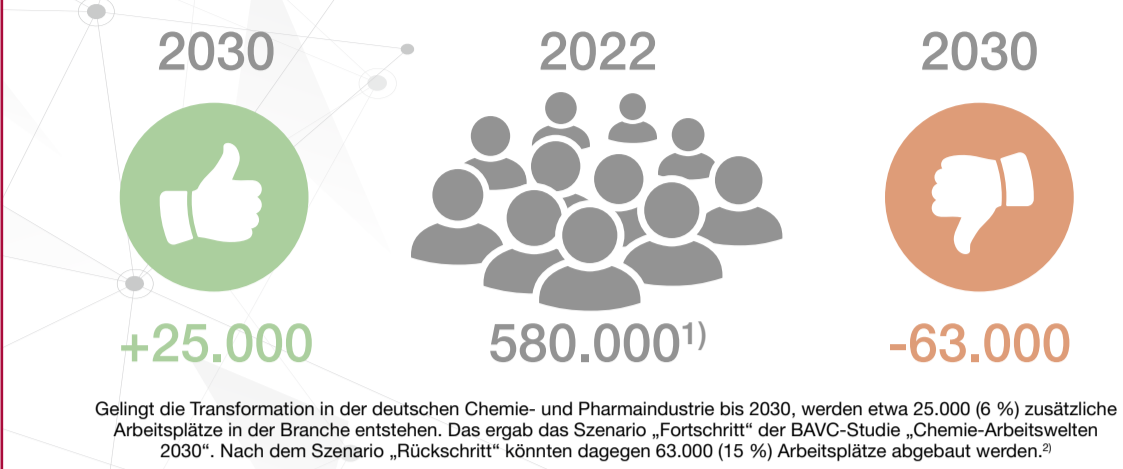 2030
2022
2030
+25.000
580.000¹⁾
-63.000
Gelingt die Transformation in der deutschen Chemie- und Pharmaindustrie bis 2030, werden etwa 25.000 (6 %) zusätzliche
Arbeitsplätze in der Branche entstehen. Das ergab das Szenario „Fortschritt“ der BAVC-Studie „Chemie-Arbeitswelten
2030“. Nach dem Szenario „Rückschritt“ könnten dagegen 63.000 (15 %) Arbeitsplätze abgebaut werden.²⁾